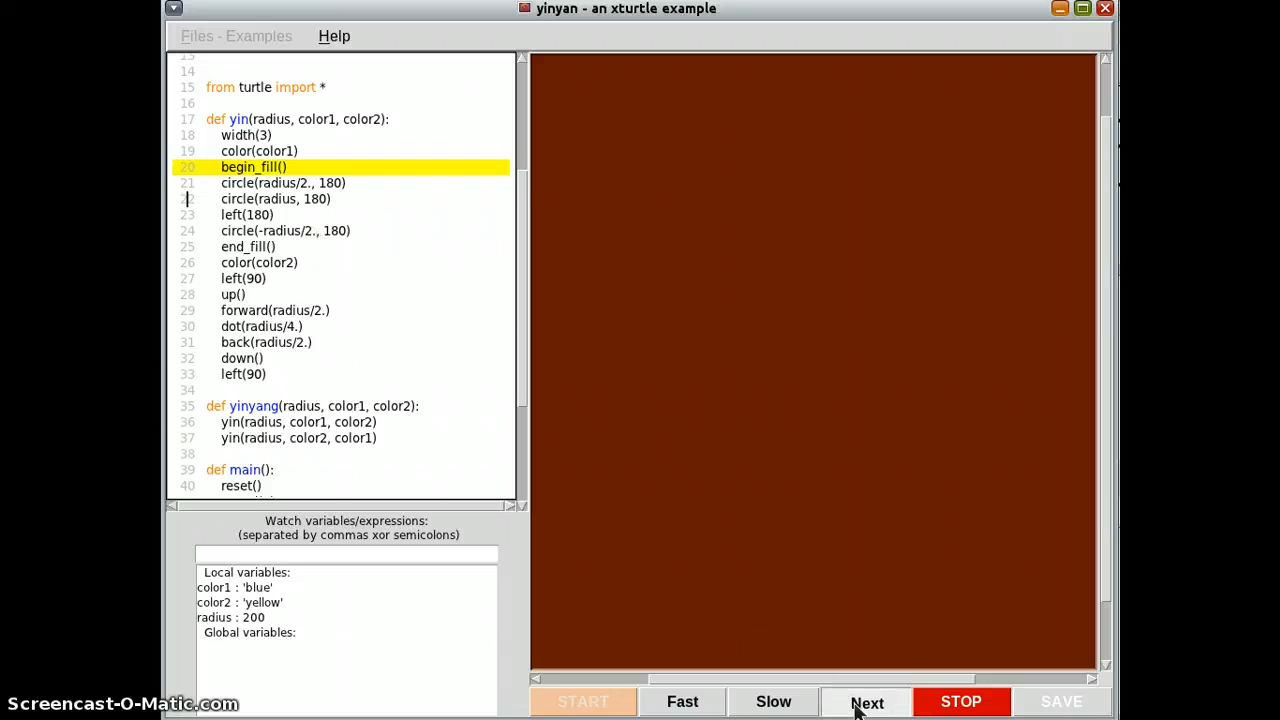 yinyan - an xturtle example
Files - Examples Help
13
14
15 from turtle import *
16
17 def yin(radius, color1, color2):
18 width(3)
19 color(color1)
20 begin_fill()
21 circle(radius/2., 180)
22 circle(radius, 180)
23 left(180)
24 circle(-radius/2., 180)
25 end_fill()
26 color(color2)
27 left(90)
28 up()
29 forward(radius/2.)
30 dot(radius/4.)
31 back(radius/2.)
32 down()
33 left(90)
34
35 def yinyang(radius, color1, color2):
36 yin(radius, color1, color2)
37 yin(radius, color2, color1)
38
39 def main():
40 reset()
Watch variables/expressions:
(separated by commas xor semicolons)
Local variables:
color1 : 'blue'
color2 : 'yellow'
radius : 200
Global variables:
START Fast Slow Next STOP SAVE
Screencast-O-Matic.com